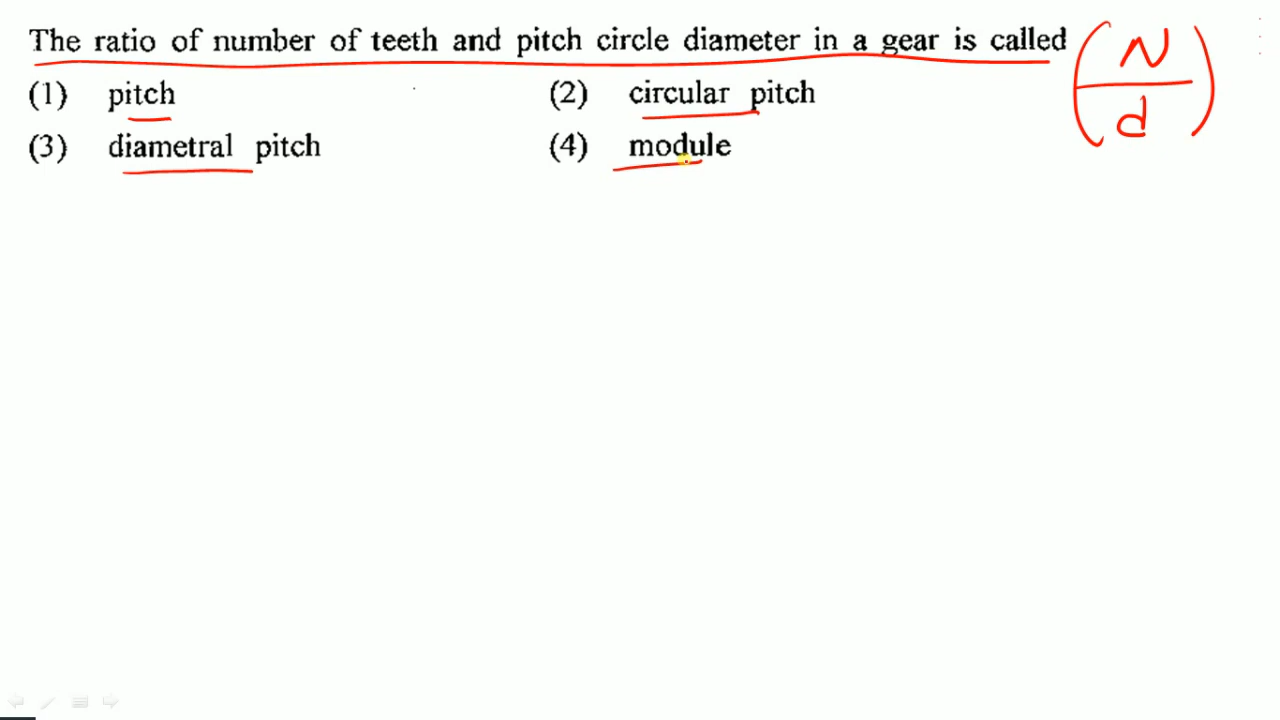 The ratio of number of teeth and pitch circle diameter in a gear is called (N/d)
(1) pitch (2) circular pitch
(3) diametral pitch (4) module